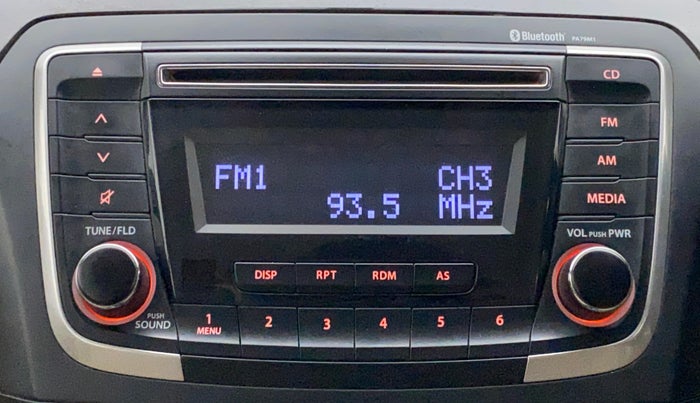 Bluetooth PA79M1
CD
FM
AM
MEDIA
FM1 CH3
93.5 MHz
TUNE/FLD
VOL PUSH PWR
DISP RPT RDM AS
PUSH
SOUND
1 2 3 4 5 6
MENU